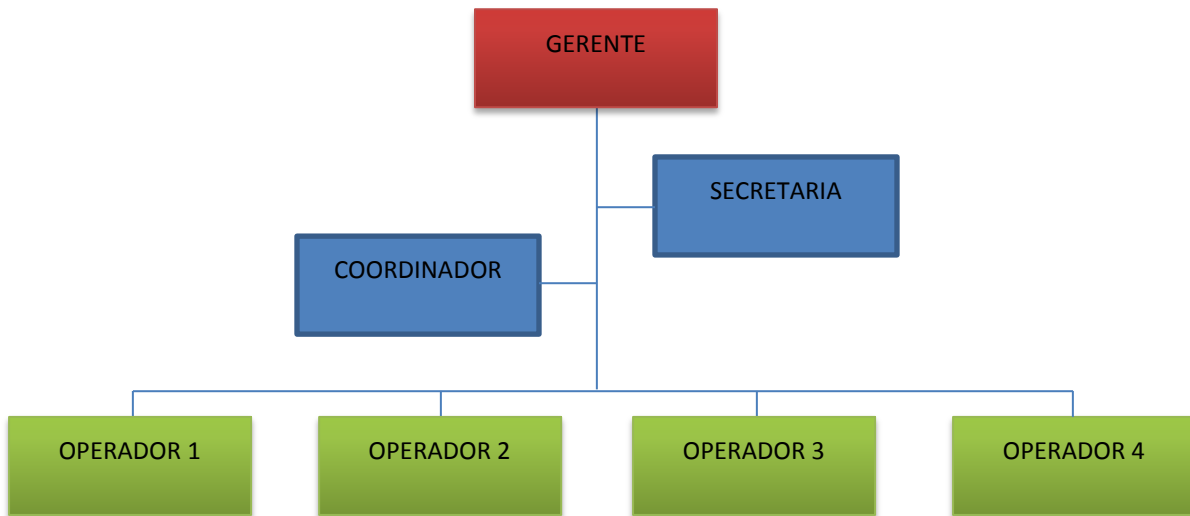 GERENTE
SECRETARIA
COORDINADOR
OPERADOR 1
OPERADOR 2
OPERADOR 3
OPERADOR 4